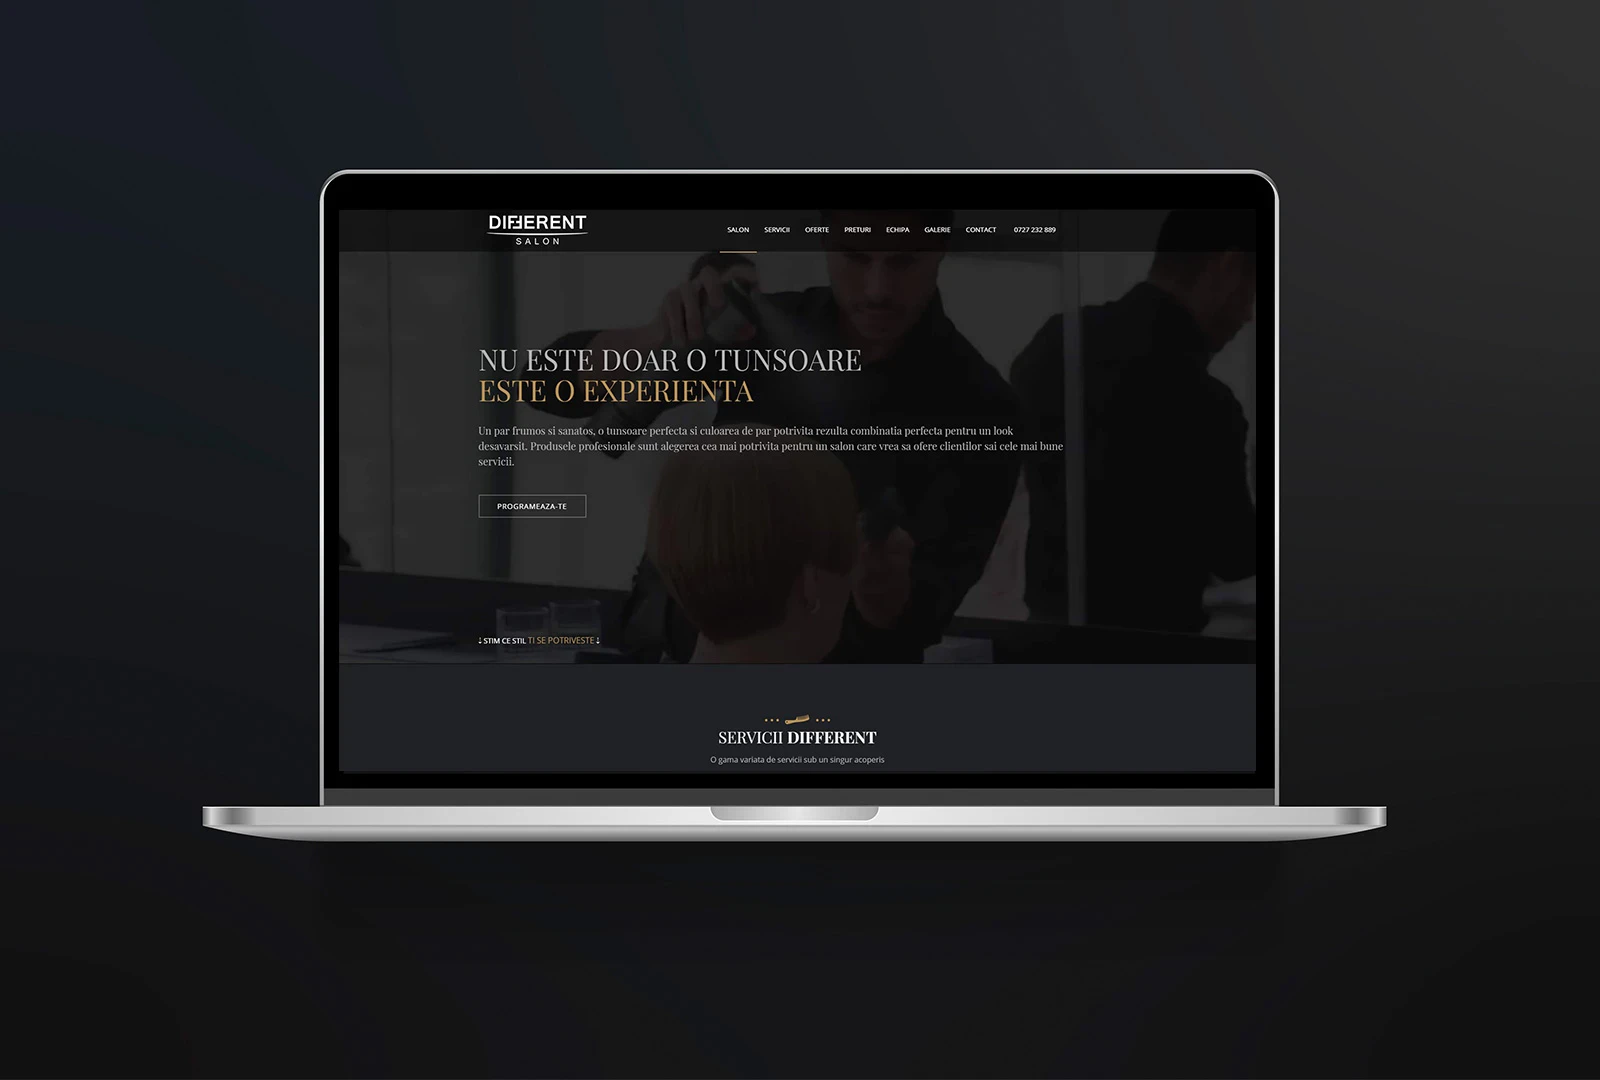 DIFFERENT
SALON
SALON SERVICII OFERTE PRETURI ECHIPA GALERIE CONTACT 0727 232 889
NU ESTE DOAR O TUNSOARE
ESTE O EXPERIENTA
Un par frumos si sanatos, o tunsoare perfecta si culoarea de par potrivita rezulta combinatia perfecta pentru un look
desavarsit. Produsele profesionale sunt alegerea cea mai potrivita pentru un salon care vrea sa ofere clientilor sai cele mai bune
servicii.
PROGRAMEAZA-TE
↓ STIM CE STIL TI SE POTRIVESTE ↓
SERVICII DIFFERENT
O gama variata de servicii sub un singur acoperis